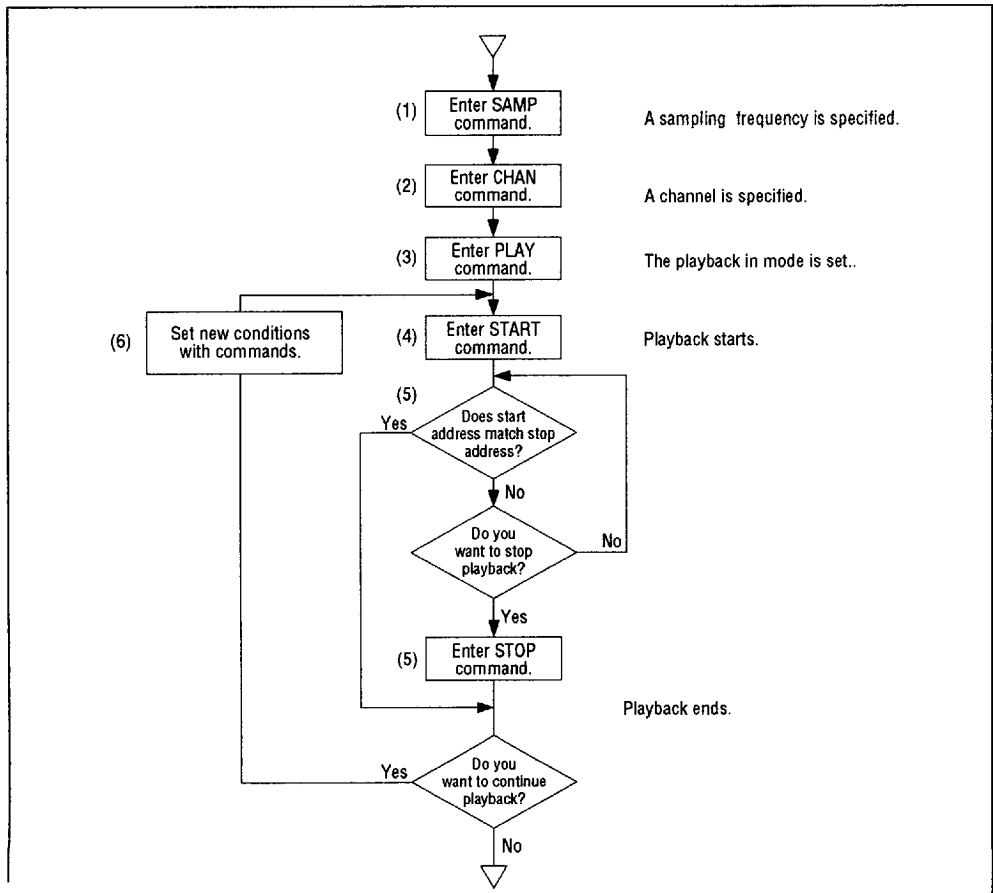 (1)
Enter SAMP
command.
A sampling frequency is specified.
(2)
Enter CHAN
command.
A channel is specified.
(3)
Enter PLAY
command.
The playback in mode is set..
(6)
Set new conditions
with commands.
(4)
Enter START
command.
Playback starts.
(5)
Yes
Does start
address match stop
address?
No
Do you
want to stop
playback?
No
Yes
(5)
Enter STOP
command.
Playback ends.
Yes
Do you
want to continue
playback?
No